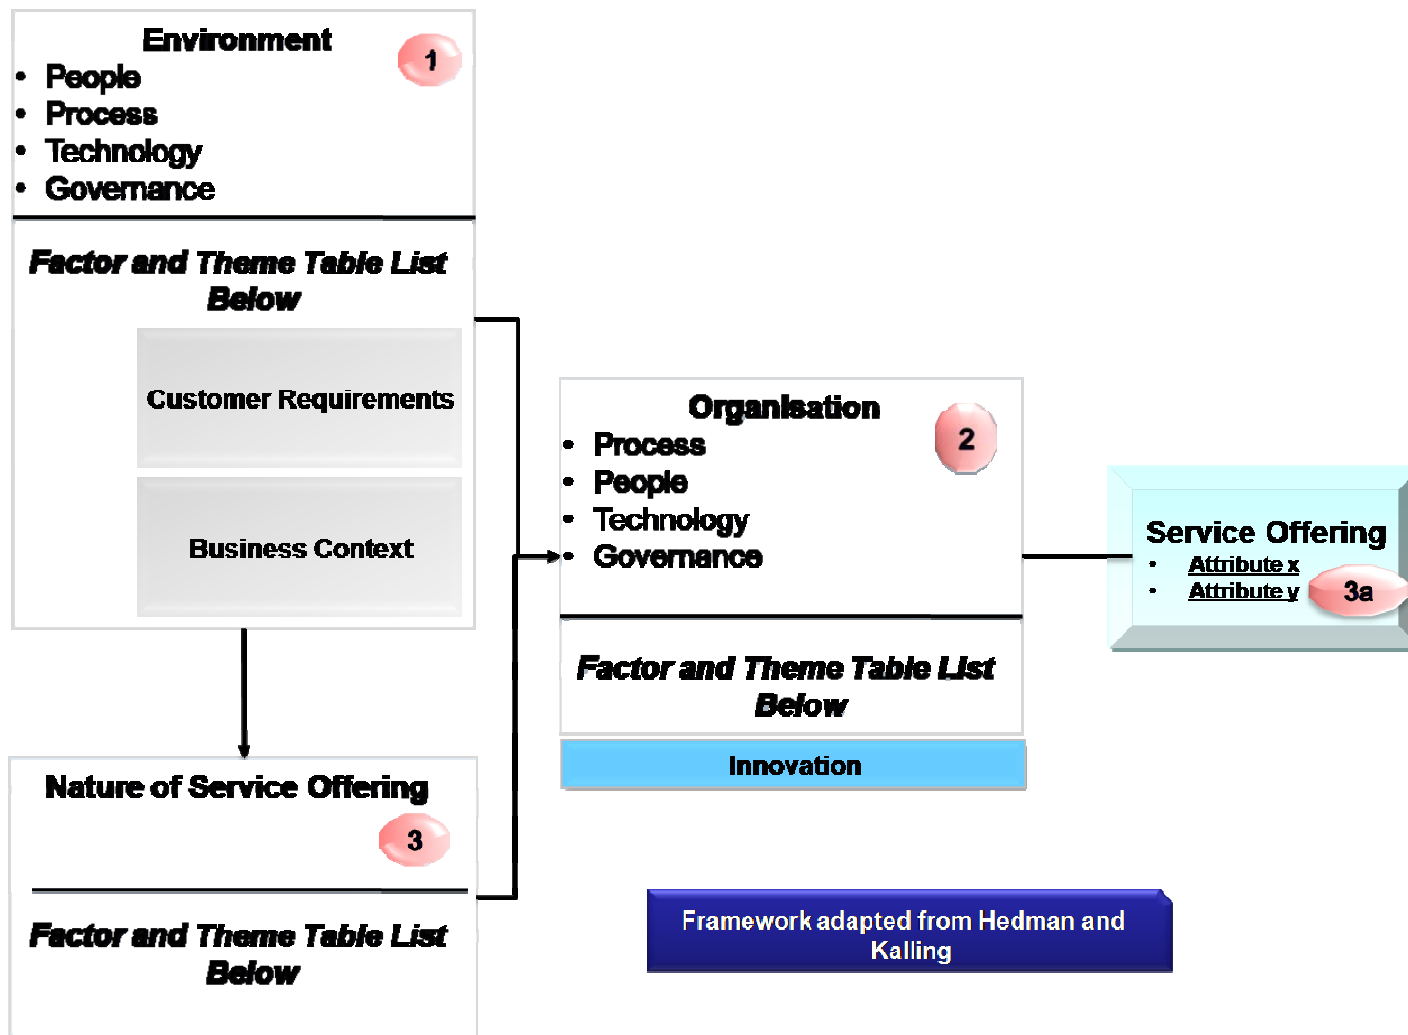 Environment
1
• People
• Process
• Technology
• Governance
Factor and Theme Table List
Below
Customer Requirements
Business Context
Organisation
2
• Process
• People
• Technology
• Governance
Factor and Theme Table List
Below
Innovation
Service Offering
• Attribute x
• Attribute y
3a
Nature of Service Offering
3
Factor and Theme Table List
Below
Framework adapted from Hedman and
Kalling